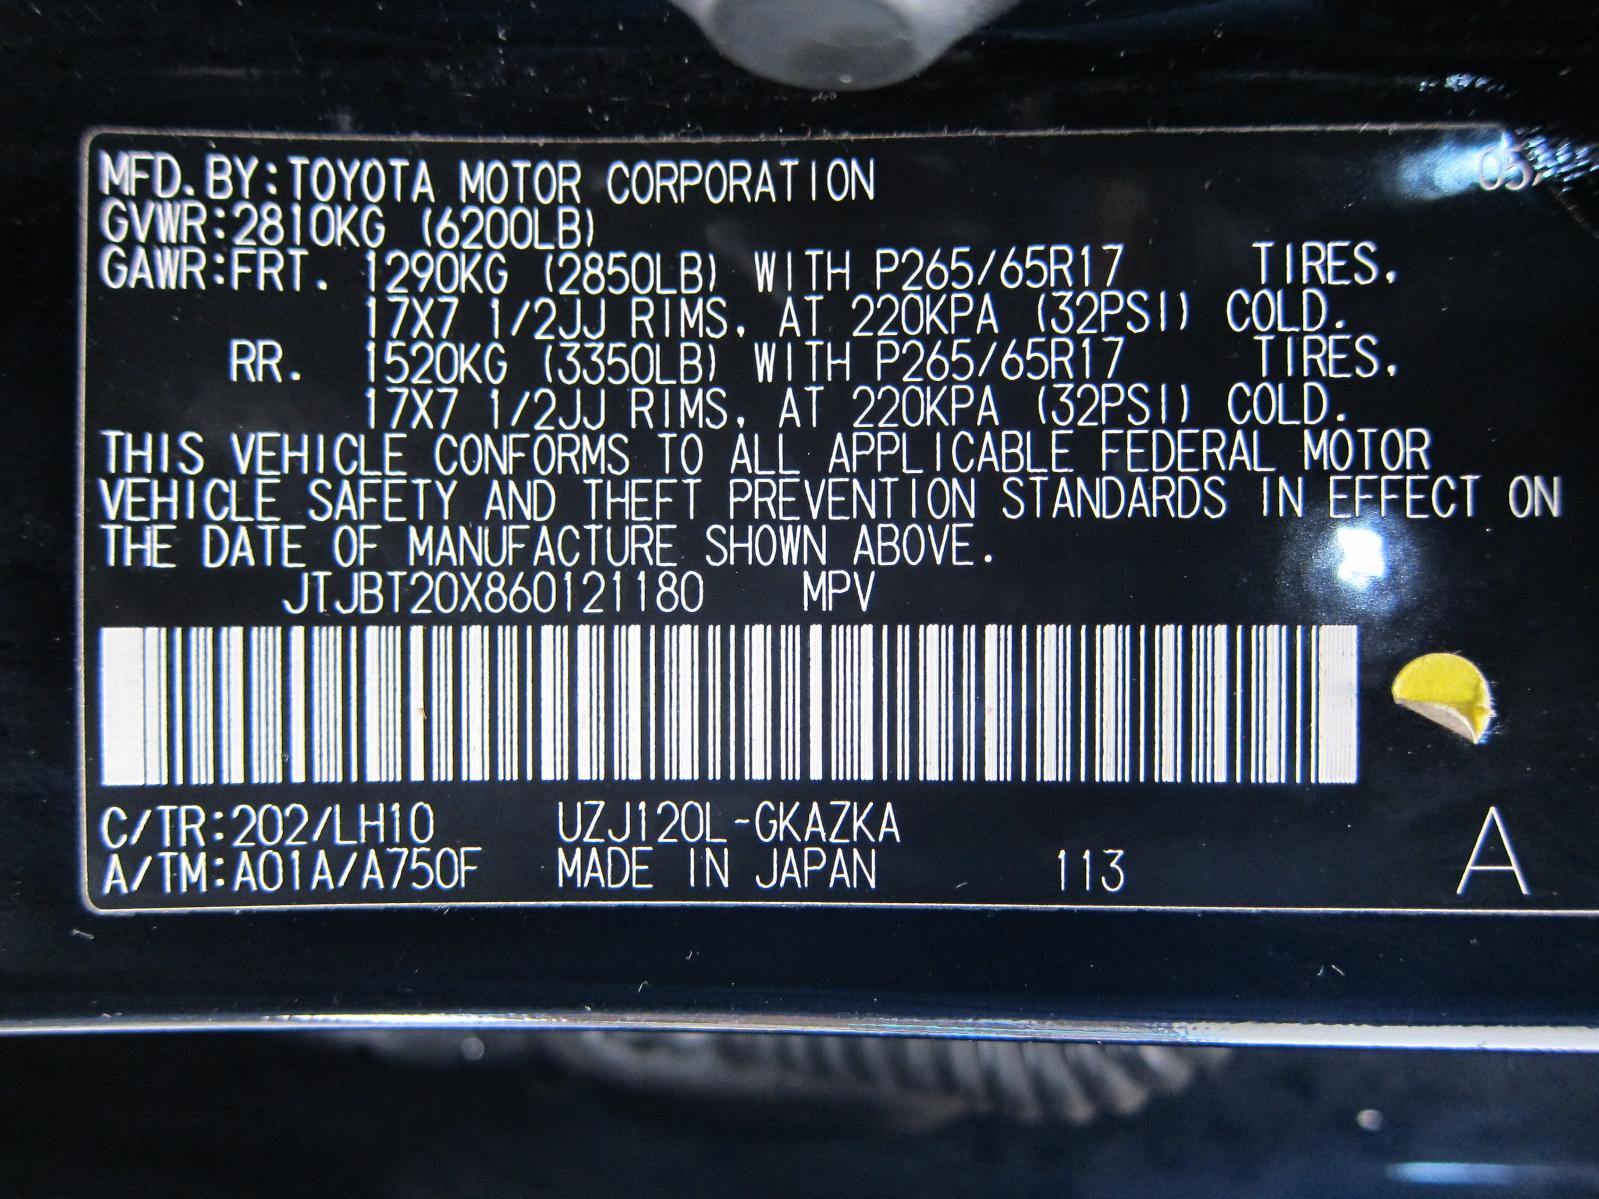 MFD.BY:TOYOTA MOTOR CORPORATION
GVWR:2810KG (6200LB)
GAWR:FRT. 1290KG (2850LB) WITH P265/65R17 TIRES,
17X7 1/2JJ RIMS, AT 220KPA (32PSI) COLD.
RR. 1520KG (3350LB) WITH P265/65R17 TIRES,
17X7 1/2JJ RIMS, AT 220KPA (32PSI) COLD.
THIS VEHICLE CONFORMS TO ALL APPLICABLE FEDERAL MOTOR
VEHICLE SAFETY AND THEFT PREVENTION STANDARDS IN EFFECT ON
THE DATE OF MANUFACTURE SHOWN ABOVE.
JTJBT20X860121180 MPV
C/TR:202/LH10 UZJ120L-GKAZKA
A/TM:A01A/A750F MADE IN JAPAN 113 A